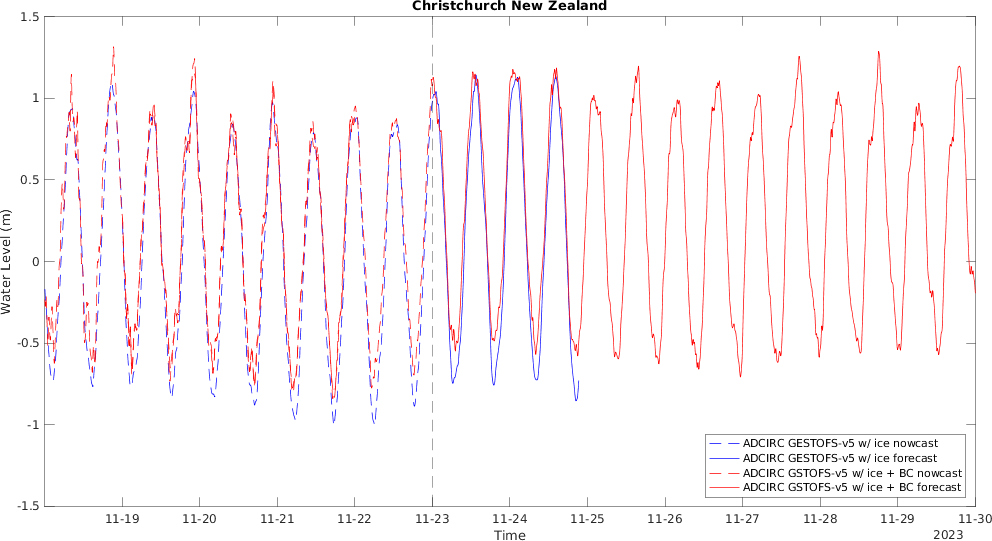 Christchurch New Zealand
1.5
1
0.5
0
-0.5
-1
-1.5
Water Level (m)
ADCIRC GESTOFS-v5 w/ ice nowcast
ADCIRC GESTOFS-v5 w/ ice forecast
ADCIRC GSTOFS-v5 w/ ice + BC nowcast
ADCIRC GSTOFS-v5 w/ ice + BC forecast
11-19 11-20 11-21 11-22 11-23 11-24 11-25 11-26 11-27 11-28 11-29 11-30
Time
2023